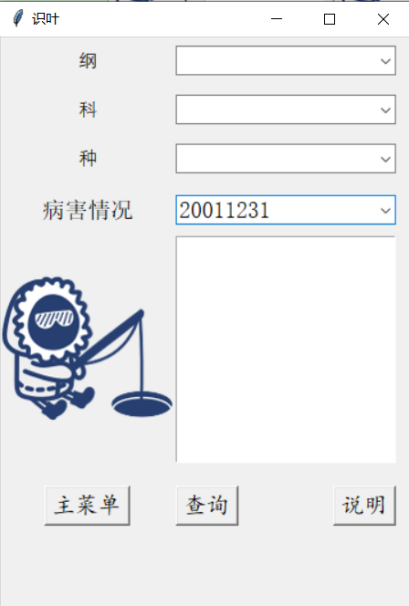 识叶
纲
科
种
病害情况 20011231
主菜单 查询 说明